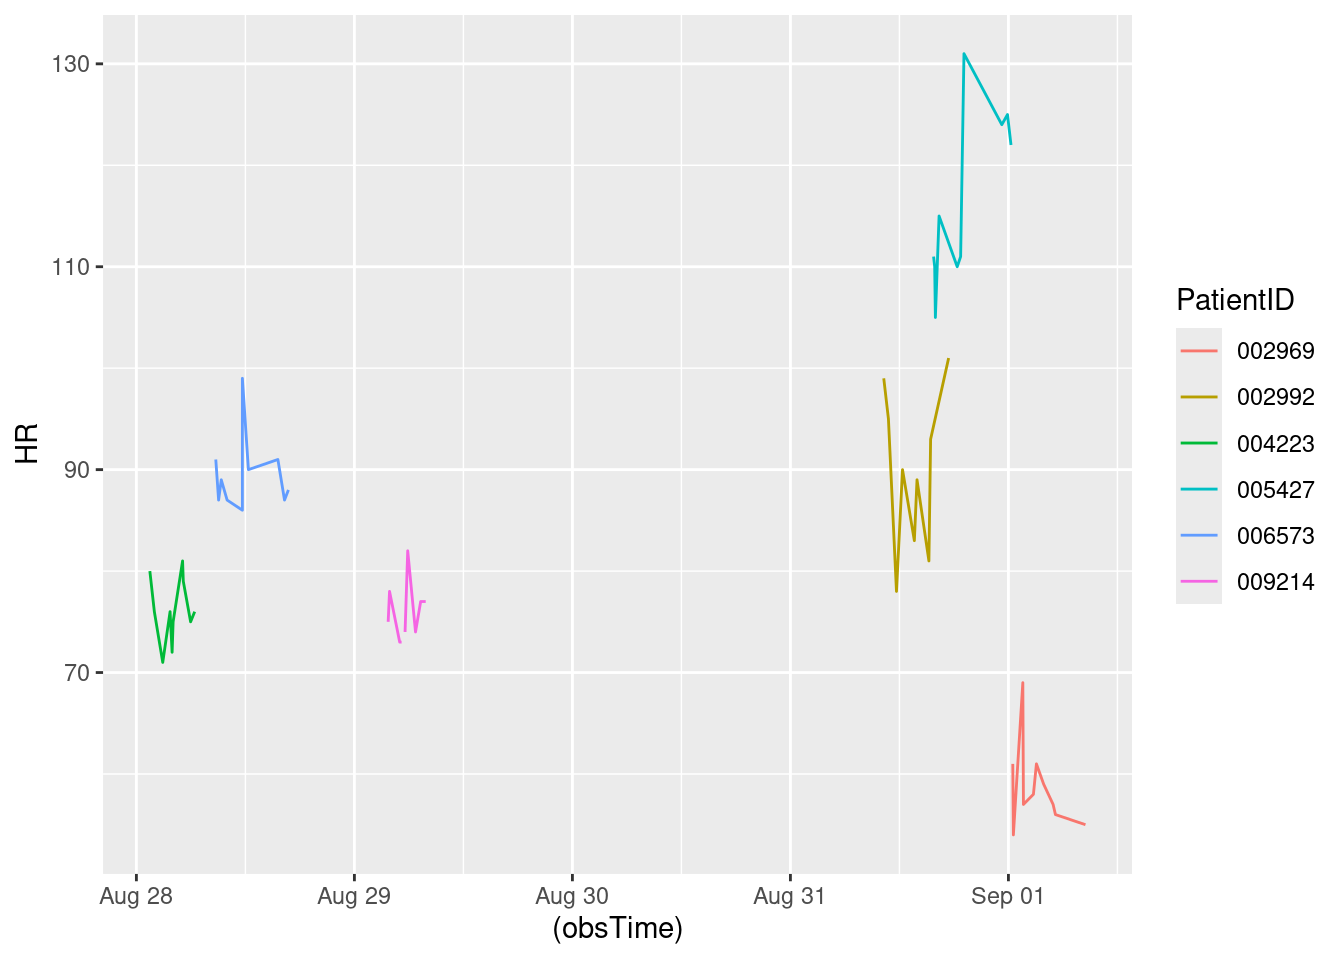 130
110
90
70
HR
Aug 28
Aug 29
Aug 30
Aug 31
Sep 01
(obsTime)
PatientID
002969
002992
004223
005427
006573
009214